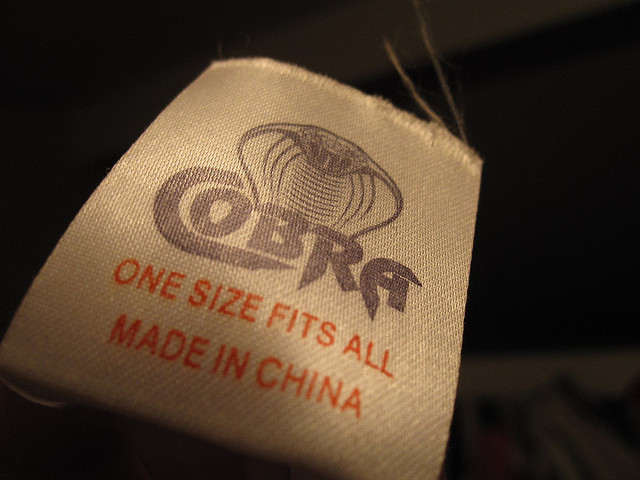 COBRA
ONE SIZE FITS ALL
MADE IN CHINA